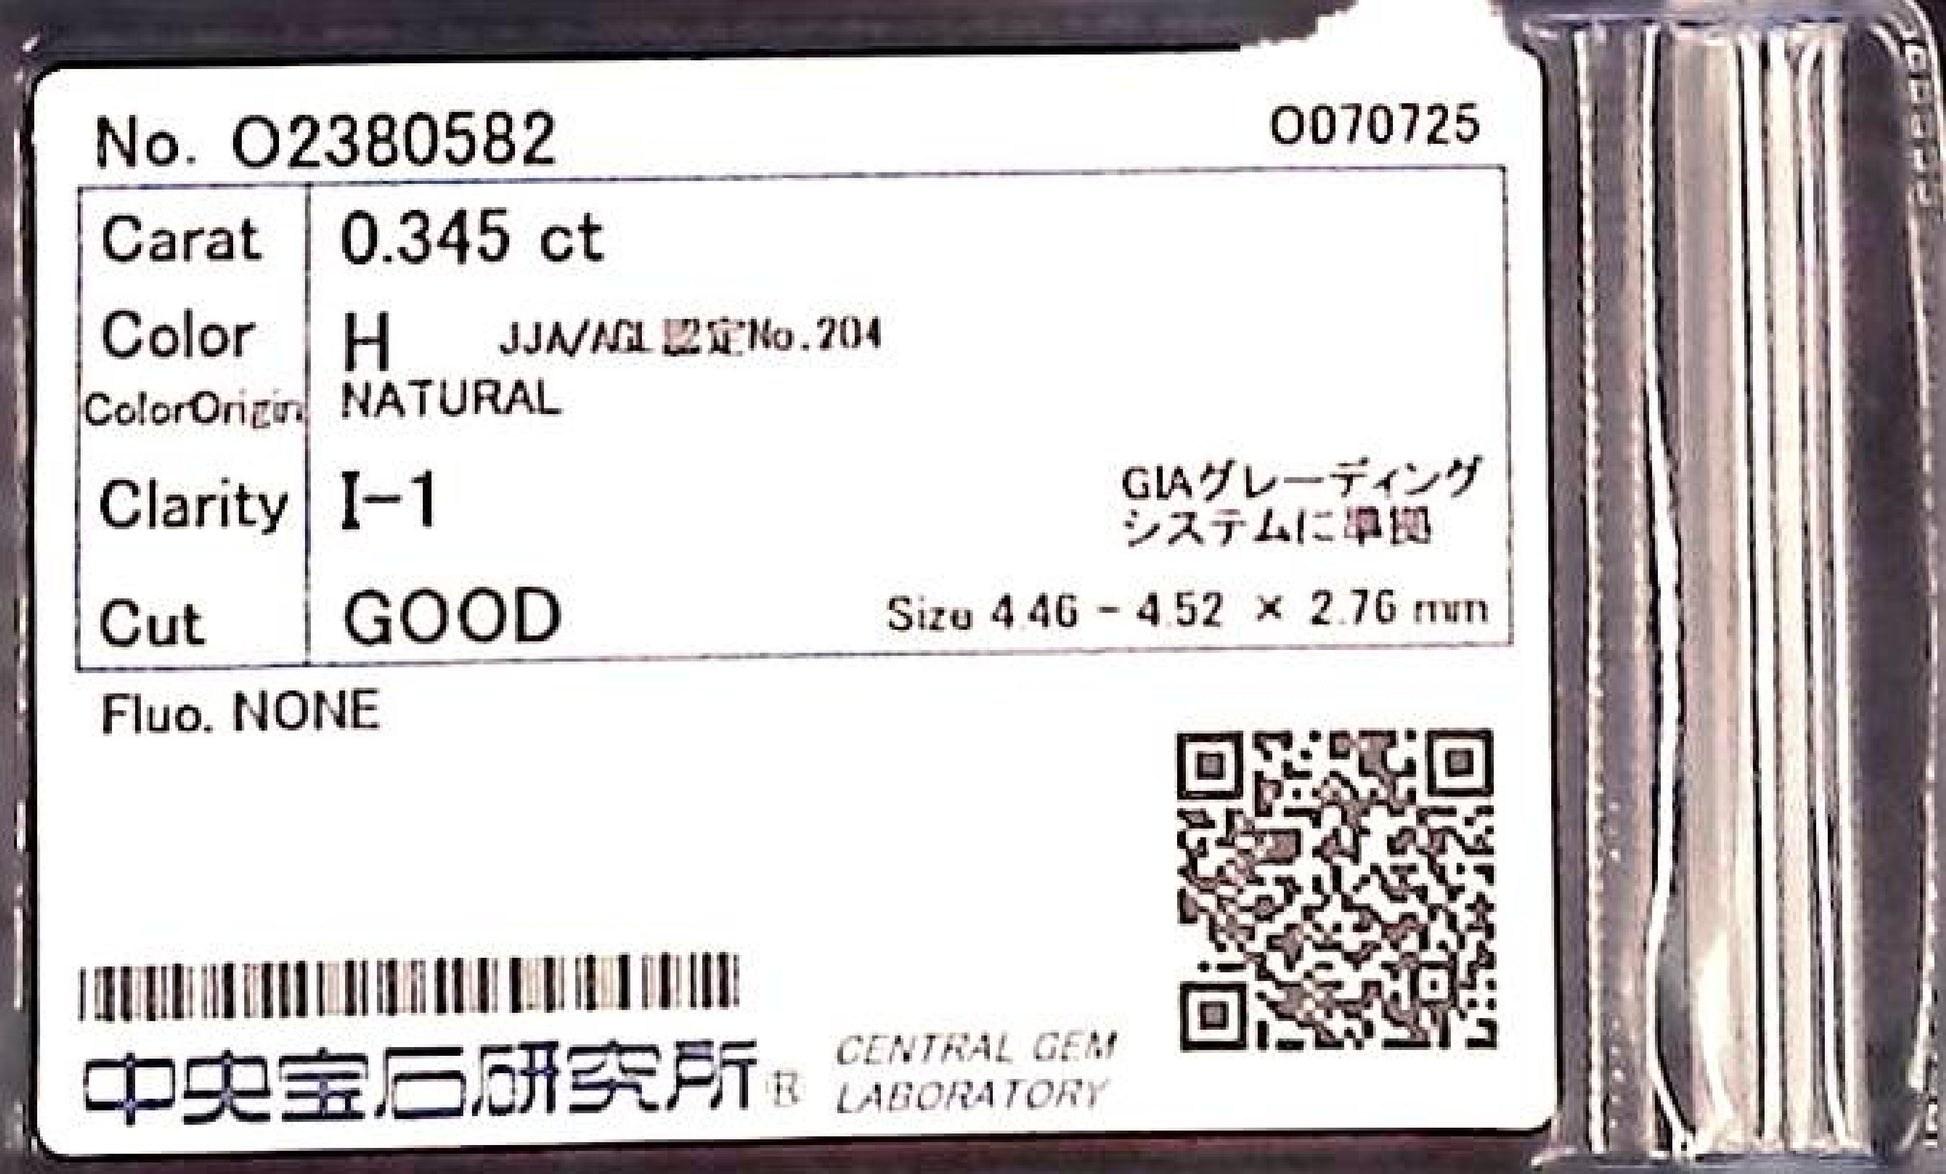 No. O2380582
O070725
Carat 0.345 ct
Color H JJA/AGL認定No.204
ColorOrigin NATURAL
Clarity I-1
GIAグレーディング
システムに準拠
Cut GOOD
Size 4.46 - 4.52 × 2.76 mm
Fluo. NONE
中央宝石研究所®
CENTRAL GEM
LABORATORY